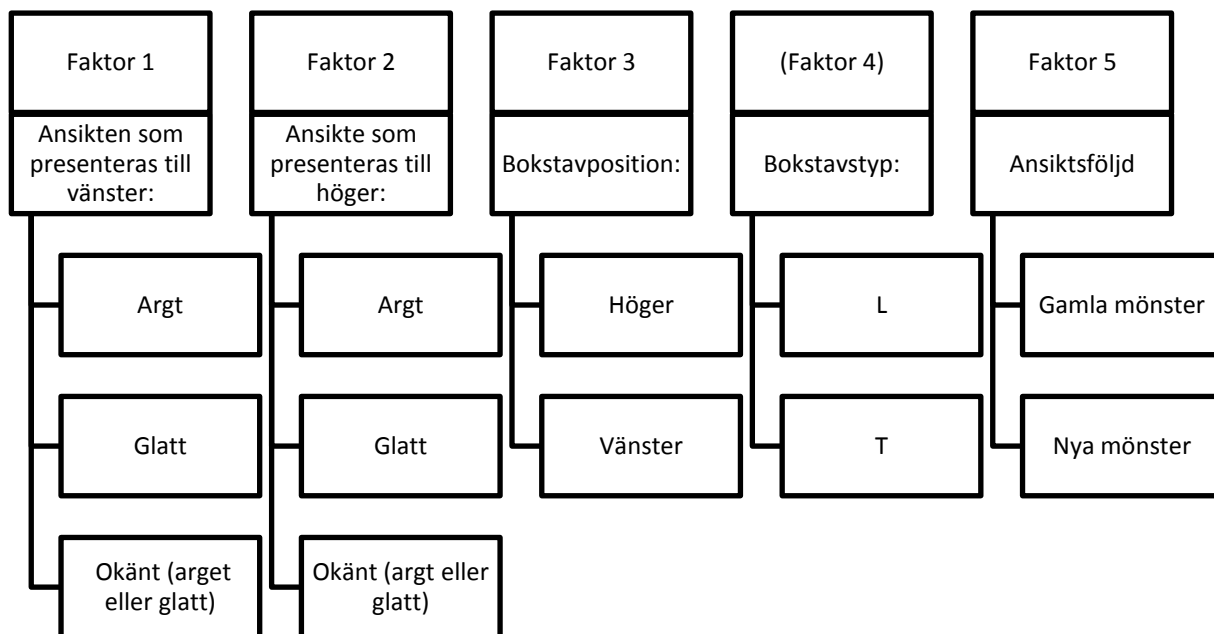 Faktor 1
Ansikten som
presenteras till
vänster:
Argt
Glatt
Okänt (arget
eller glatt)
Faktor 2
Ansikte som
presenteras till
höger:
Argt
Glatt
Okänt (argt eller
glatt)
Faktor 3
Bokstavposition:
Höger
Vänster
(Faktor 4)
Bokstavstyp:
L
T
Faktor 5
Ansiktsföljd
Gamla mönster
Nya mönster